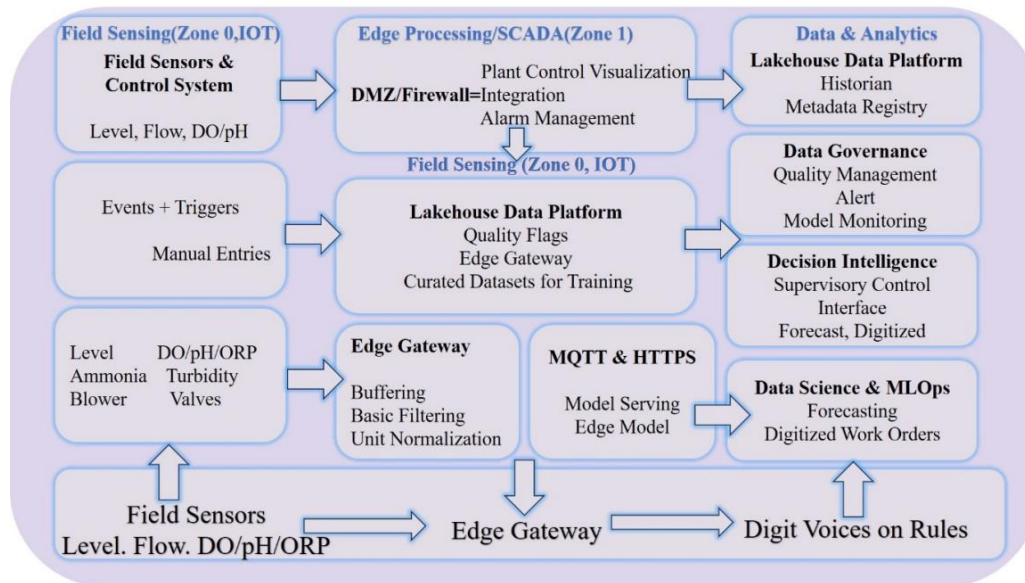 Field Sensing(Zone 0,IOT)
Field Sensors &
Control System
Level, Flow, DO/pH
Edge Processing/SCADA(Zone 1)
Plant Control Visualization
DMZ/Firewall=Integration
Alarm Management
Data & Analytics
Lakehouse Data Platform
Historian
Metadata Registry
Events + Triggers
Manual Entries
Field Sensing (Zone 0, IOT)
Lakehouse Data Platform
Quality Flags
Edge Gateway
Curated Datasets for Training
Data Governance
Quality Management
Alert
Model Monitoring
Decision Intelligence
Supervisory Control
Interface
Forecast, Digitized
Level DO/pH/ORP
Ammonia Turbidity
Blower Valves
Edge Gateway
Buffering
Basic Filtering
Unit Normalization
MQTT & HTTPS
Model Serving
Edge Model
Data Science & MLOps
Forecasting
Digitized Work Orders
Field Sensors
Level. Flow. DO/pH/ORP
Edge Gateway
Digit Voices on Rules